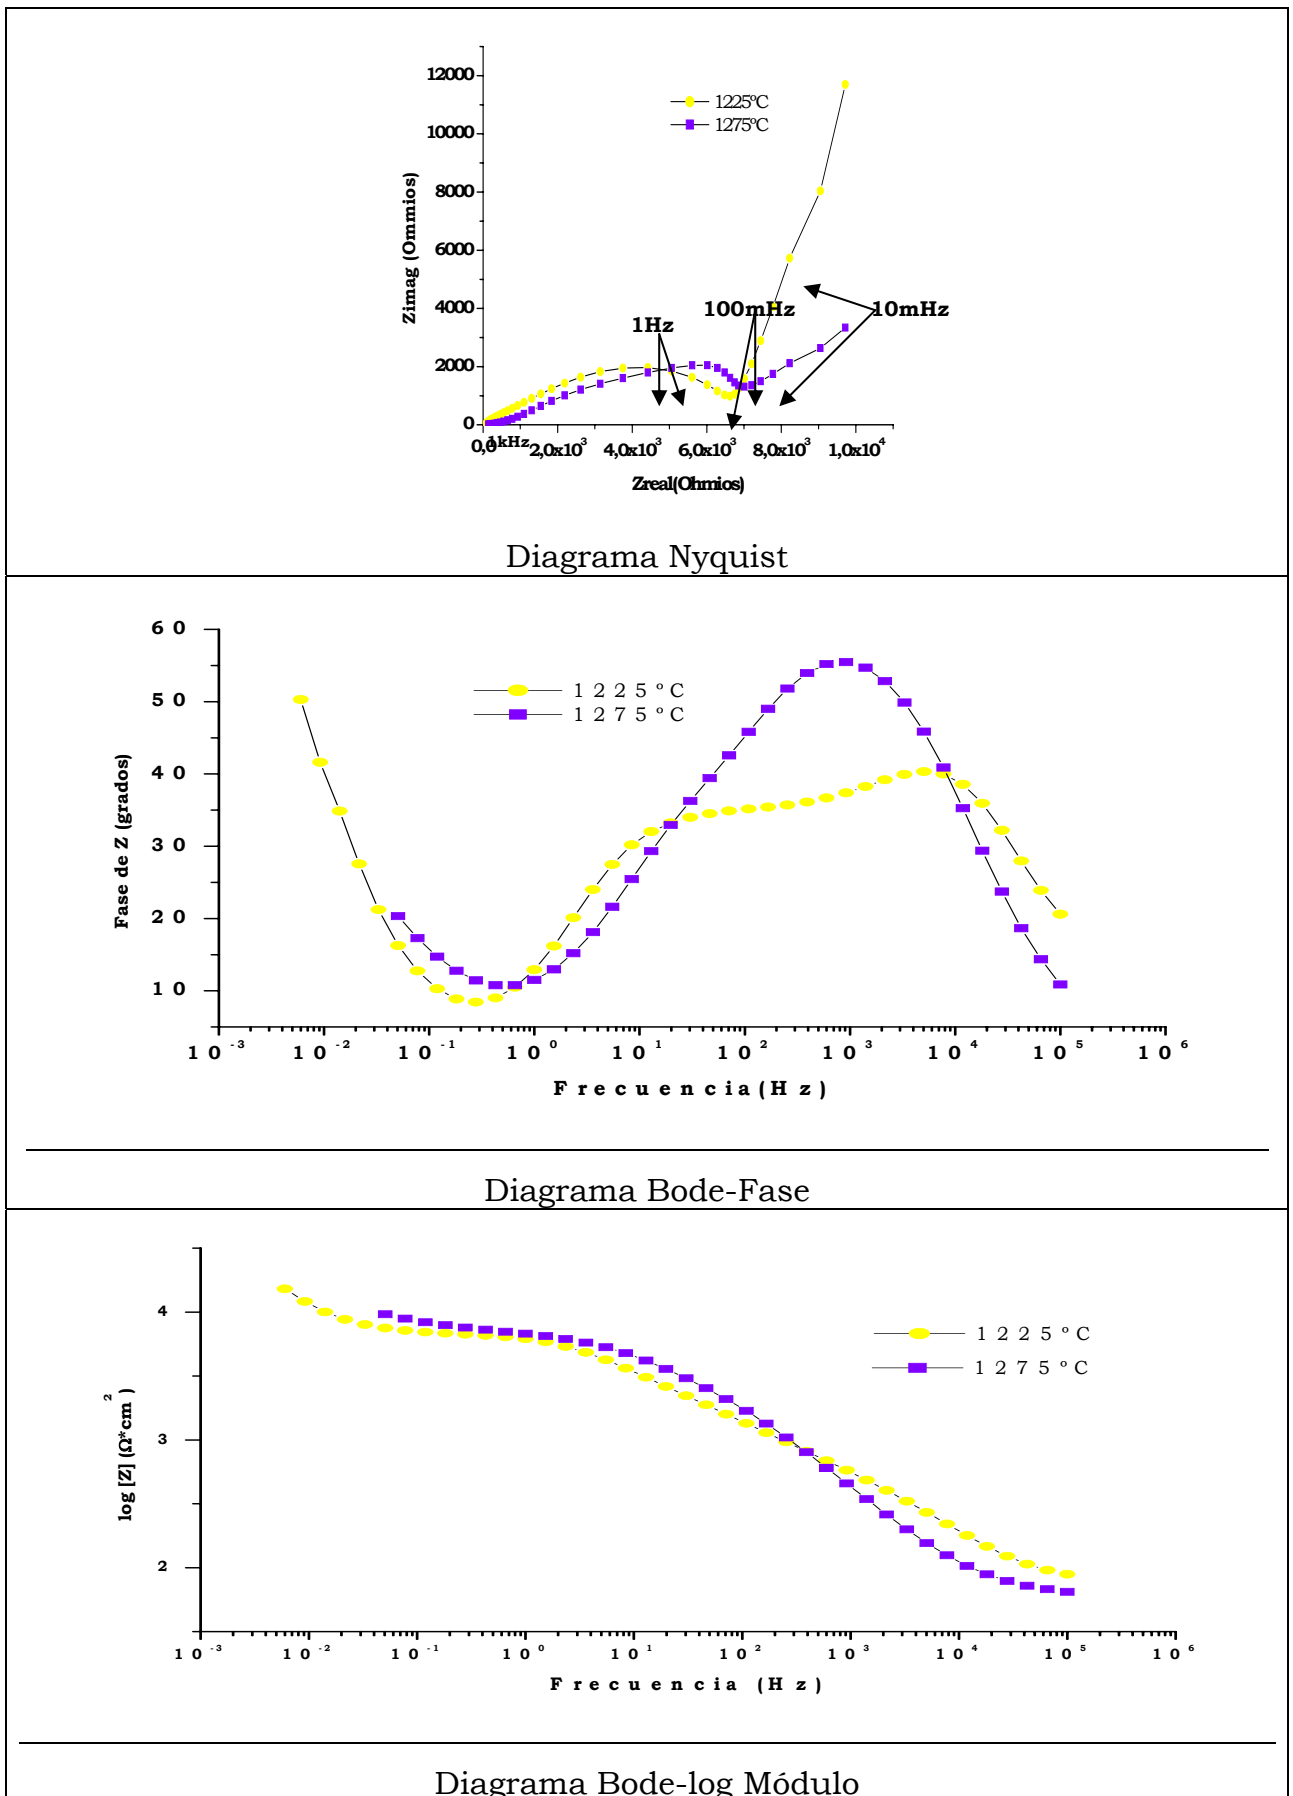 12000
10000
8000
6000
4000
2000
0
Zimag (Ommios)
1225ºC
1275ºC
1Hz
100mHz
10mHz
1kHz
0,0
2,0x10³
4,0x10³
6,0x10³
8,0x10³
1,0x10⁴
Zreal(Ohmios)
Diagrama Nyquist
60
50
40
30
20
10
Fase de Z (grados)
1225ºC
1275ºC
10⁻³ 10⁻² 10⁻¹ 10⁰ 10¹ 10² 10³ 10⁴ 10⁵ 10⁶
Frecuencia(Hz)
Diagrama Bode-Fase
4
3
2
log [Z] (Ω*cm²)
1225ºC
1275ºC
10⁻³ 10⁻² 10⁻¹ 10⁰ 10¹ 10² 10³ 10⁴ 10⁵ 10⁶
Frecuencia (Hz)
Diagrama Bode-log Módulo